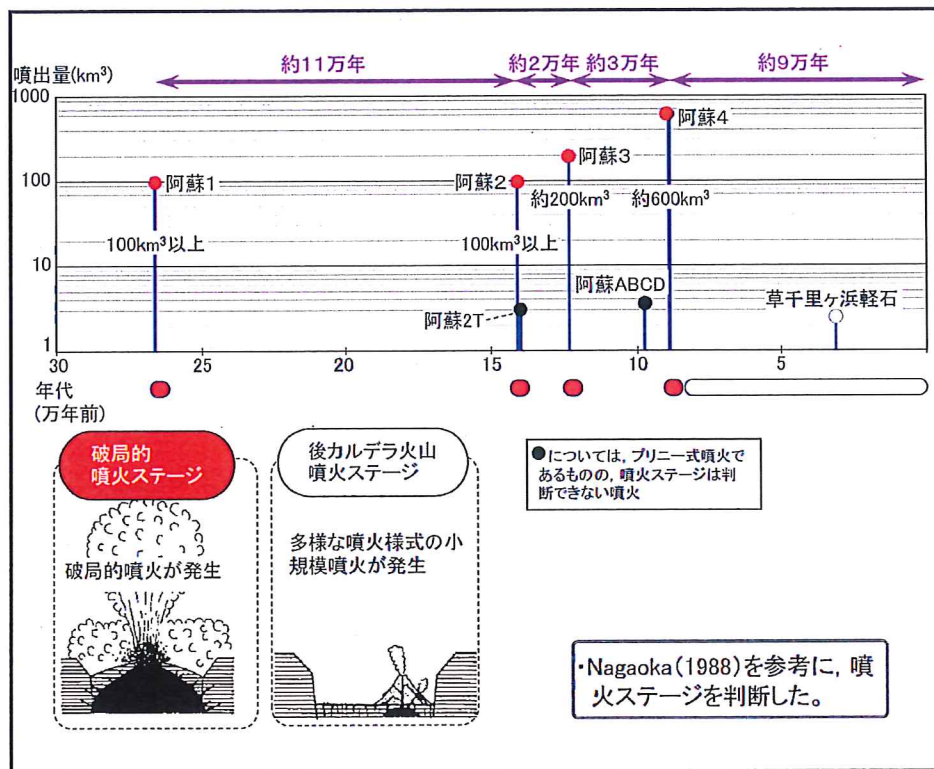 約11万年
約2万年
約3万年
約9万年
噴出量(km³)
1000
100
10
1
阿蘇1
阿蘇2
阿蘇3
阿蘇4
約200km³
約600km³
100km³以上
100km³以上
阿蘇ABCD
阿蘇2T
草千里ヶ浜軽石
30
25
20
15
10
5
年代
(万年前)
破局的
噴火ステージ
破局的噴火が発生
後カルデラ火山
噴火ステージ
多様な噴火様式の小
規模噴火が発生
●については，プリニー式噴火で
あるものの，噴火ステージは判
断できない噴火
・Nagaoka(1988)を参考に，噴
火ステージを判断した。